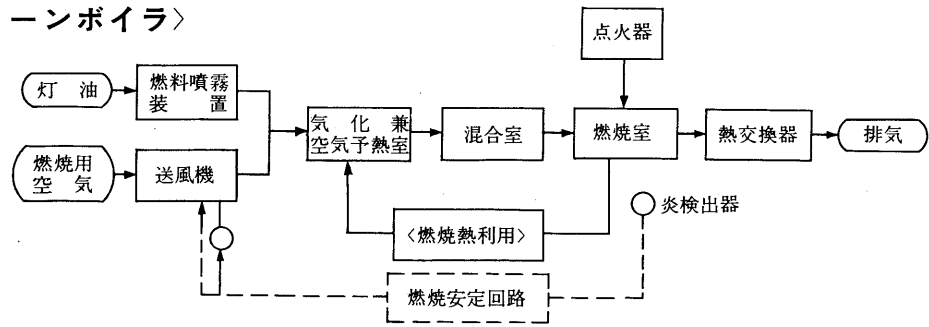 ーンボイラ〉
点火器
灯油
燃料噴霧
装置
気化兼
空気予熱室
混合室
燃焼室
熱交換器
排気
燃焼用
空気
送風機
〈燃焼熱利用〉
炎検出器
燃焼安定回路